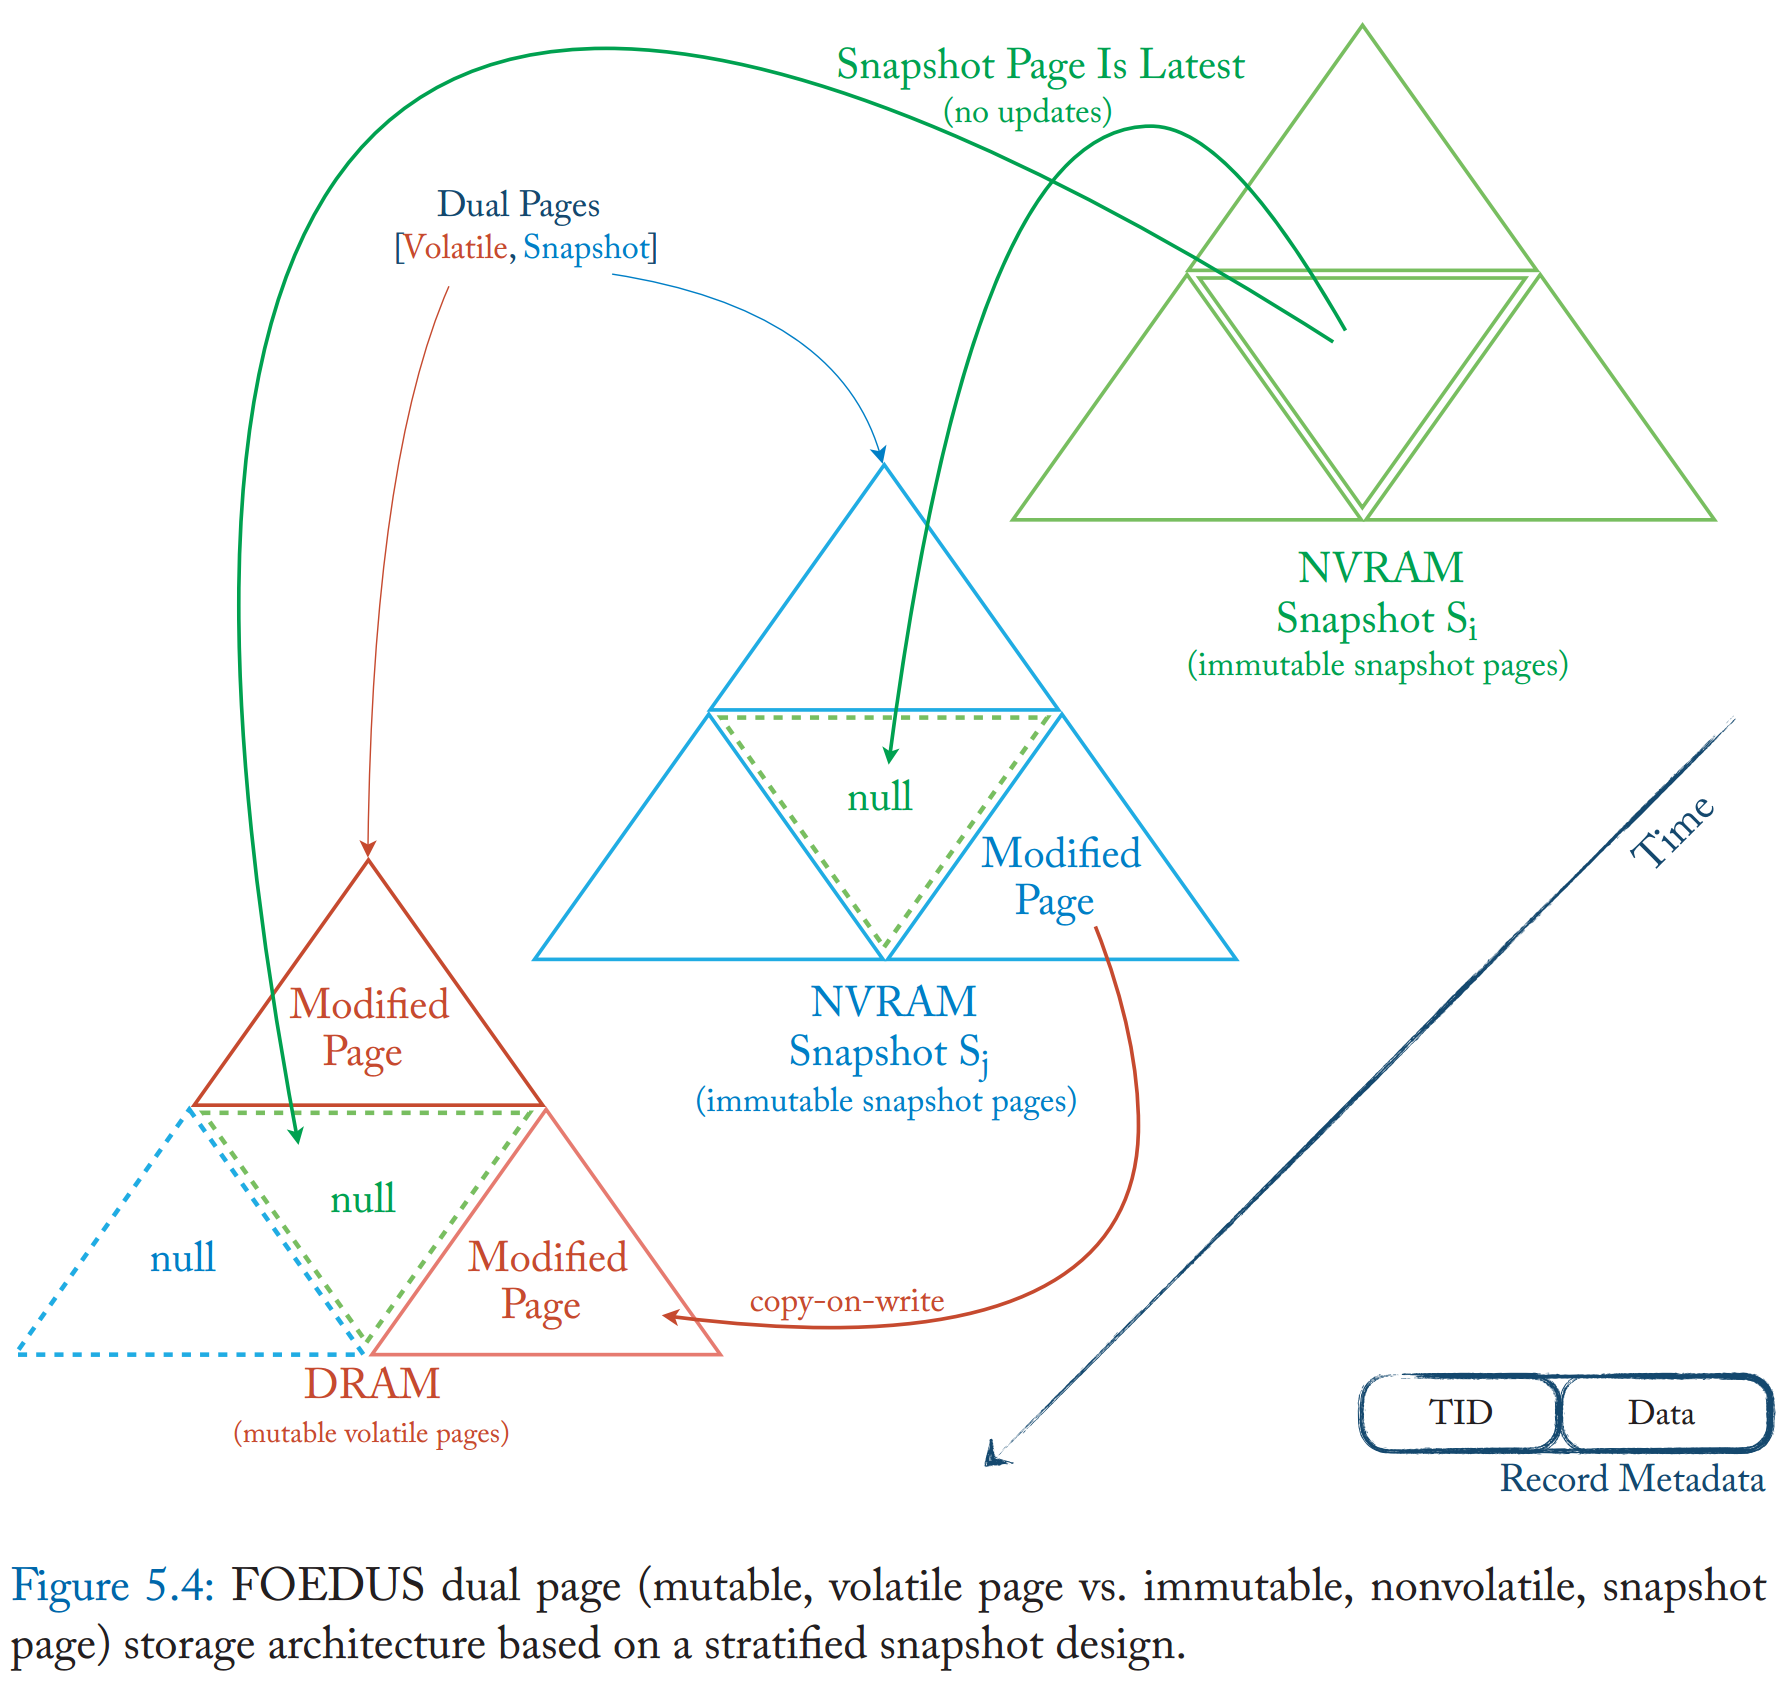 Snapshot Page Is Latest
(no updates)
Dual Pages
[Volatile, Snapshot]
NVRAM
Snapshot Si
(immutable snapshot pages)
null
Modified
Page
Time
NVRAM
Snapshot Sj
(immutable snapshot pages)
Modified
Page
null
null
Modified
Page
copy-on-write
DRAM
(mutable volatile pages)
TID
Data
Record Metadata
Figure 5.4: FOEDUS dual page (mutable, volatile page vs. immutable, nonvolatile, snapshot
page) storage architecture based on a stratified snapshot design.